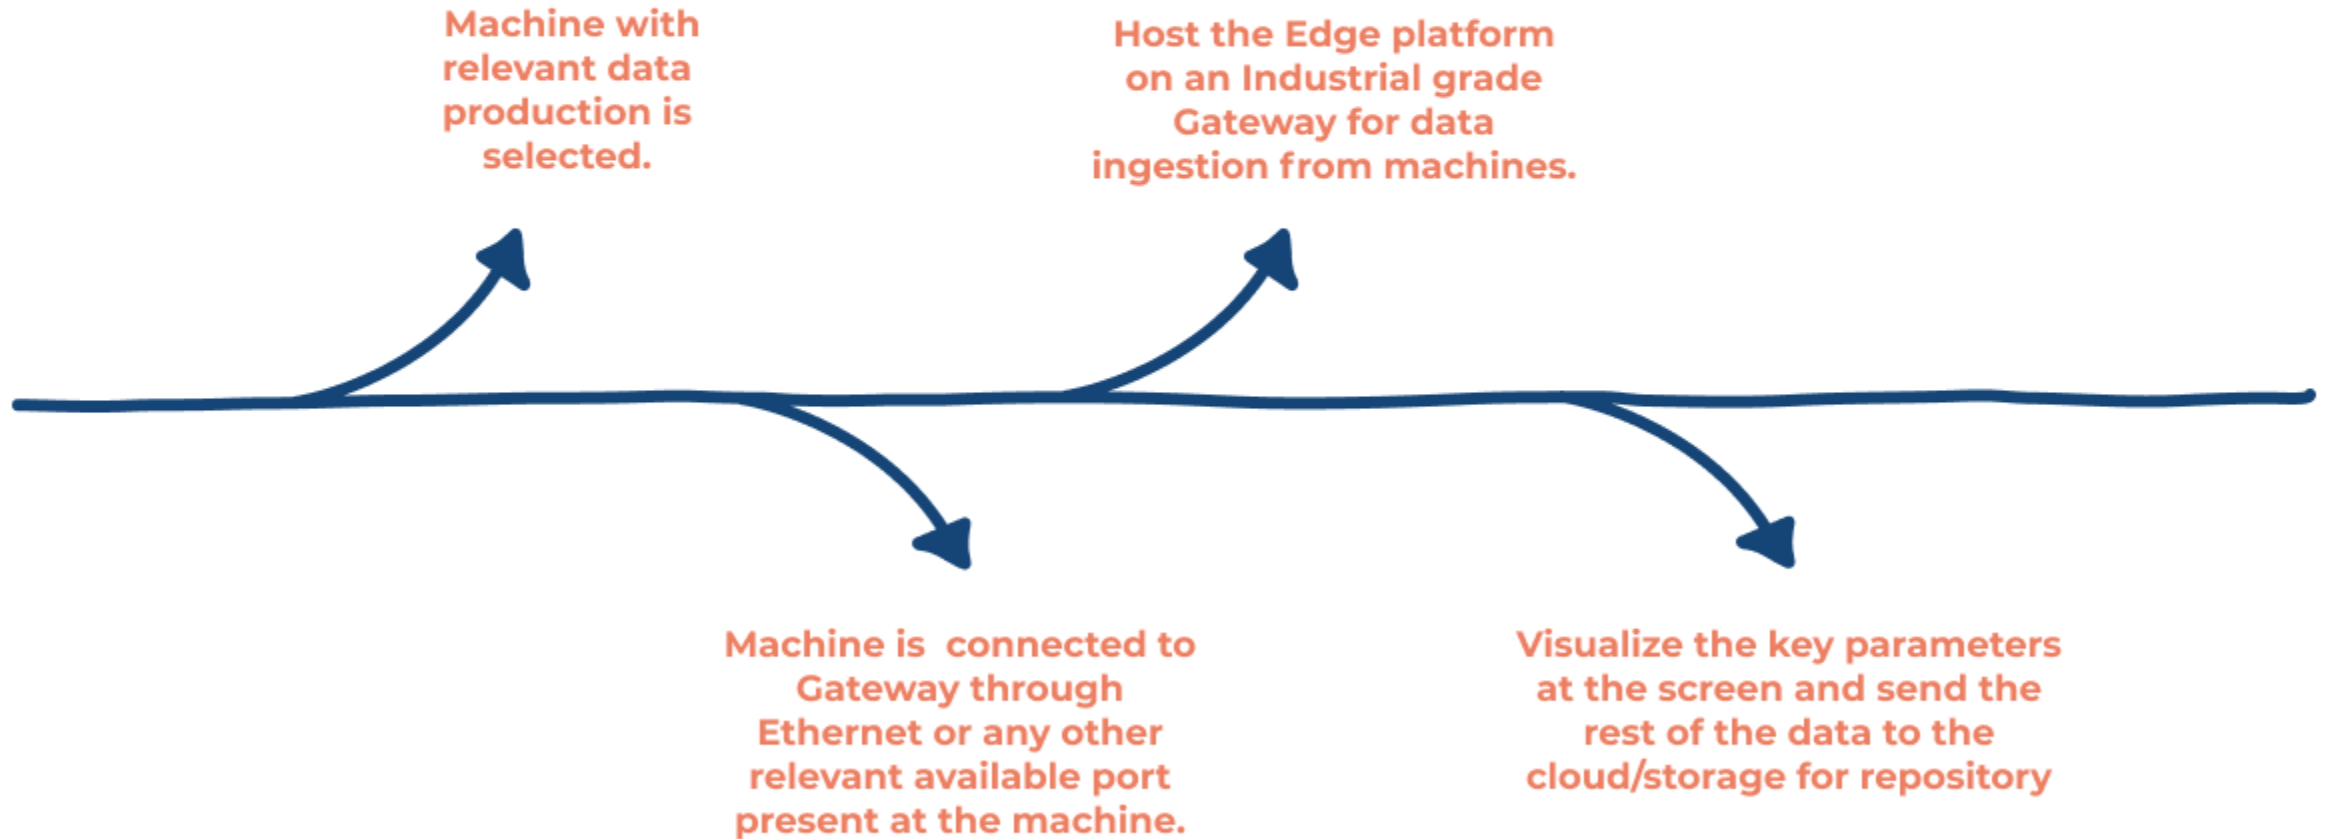 Machine with
relevant data
production is
selected.
Host the Edge platform
on an Industrial grade
Gateway for data
ingestion from machines.
Machine is  connected to
Gateway through
Ethernet or any other
relevant available port
present at the machine.
Visualize the key parameters
at the screen and send the
rest of the data to the
cloud/storage for repository